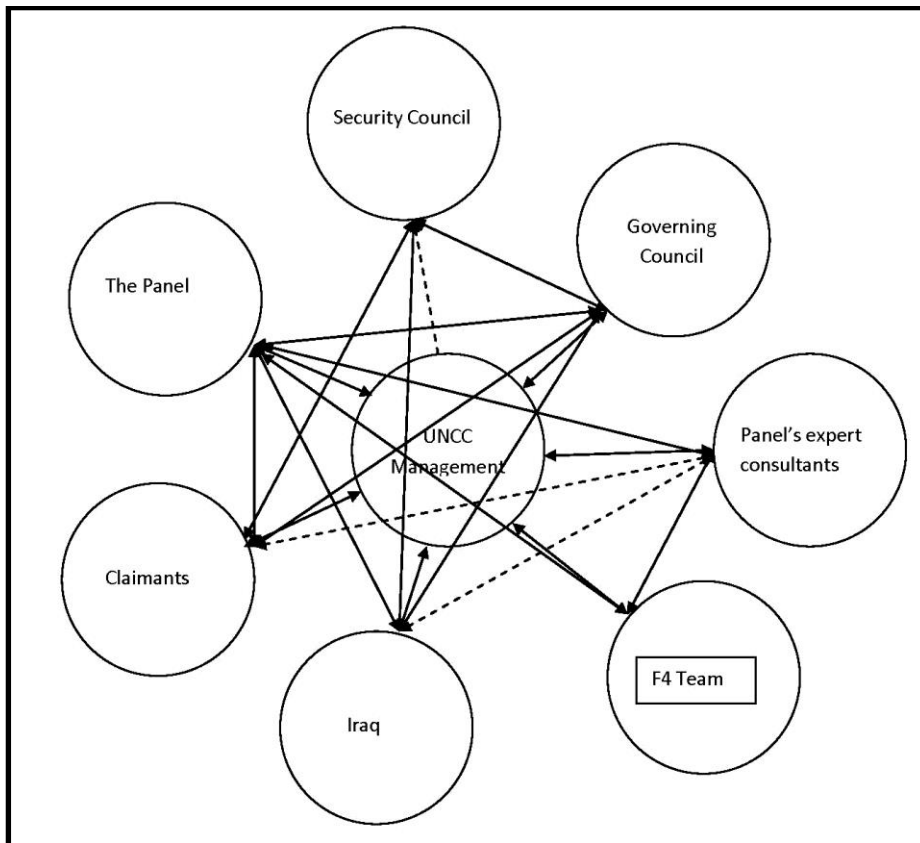 Security Council
Governing
Council
The Panel
UNCC
Management
Panel’s expert
consultants
Claimants
F4 Team
Iraq